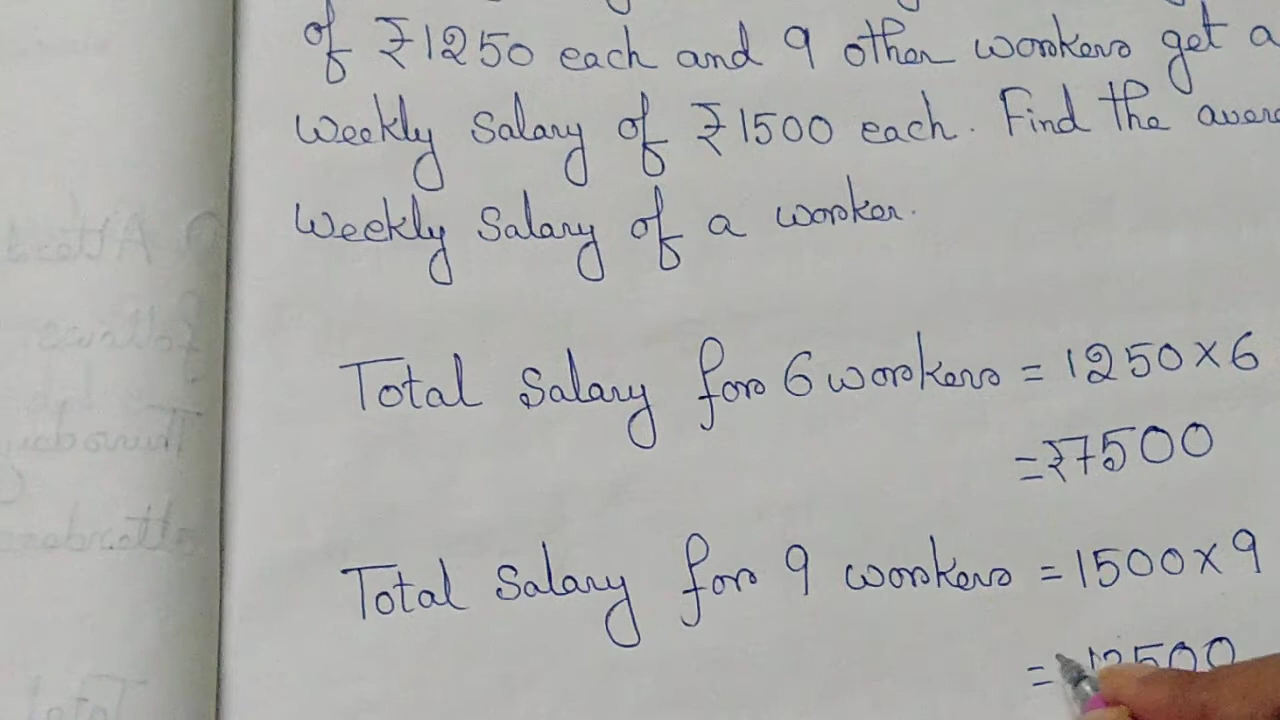 of ₹1250 each and 9 other workers get a
Weekly Salary of ₹1500 each. Find the
Weekly Salary of a worker.
Total Salary for 6 workers = 1250×6
=₹7500
Total Salary for 9 workers = 1500×9
=